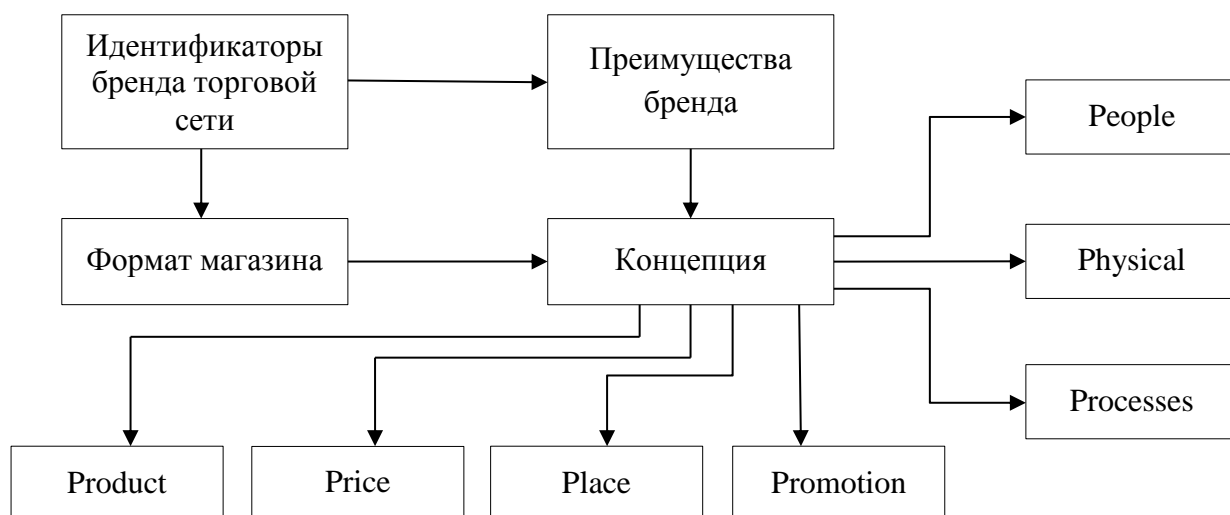 Идентификаторы
бренда торговой
сети
Преимущества
бренда
People
Формат магазина
Концепция
Physical
Processes
Product
Price
Place
Promotion